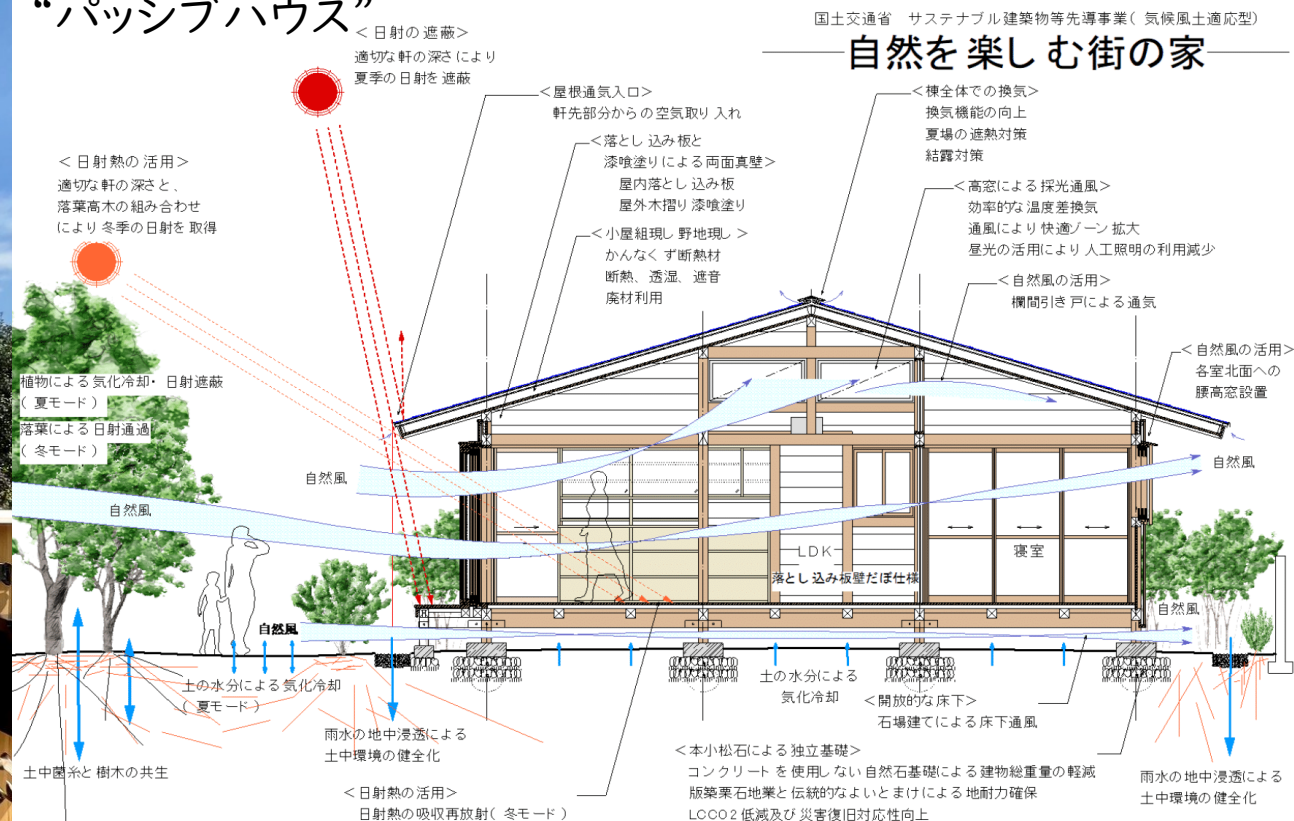 “パッシブハウス”
国土交通省 サステナブル建築物等先導事業( 気候風土適応型)
自然を楽しむ街の家
＜日射の遮蔽＞
適切な軒の深さにより
夏季の日射を遮蔽
＜屋根通気入口＞
軒先部分からの空気取り入れ
＜棟全体での換気＞
換気機能の向上
夏場の遮熱対策
結露対策
＜落とし込み板と
漆喰塗りによる両面真壁＞
屋内落とし込み板
屋外木摺り漆喰塗り
＜日射熱の活用＞
適切な軒の深さと、
落葉高木の組み合わせ
により冬季の日射を取得
＜高窓による採光通風＞
効率的な温度差換気
通風により快適ゾーン拡大
昼光の活用により人工照明の利用減少
＜小屋組現し野地現し＞
かんなくず断熱材
断熱、透湿、遮音
廃材利用
＜自然風の活用＞
欄間引き戸による通気
＜自然風の活用＞
各室北面への
腰高窓設置
植物による気化冷却・日射遮蔽
( 夏モード )
落葉による日射通過
( 冬モード )
自然風
自然風
自然風
LDK
落とし込み板壁だぼ仕様
寝室
自然風
自然風
土の水分による気化冷却
( 夏モード )
土の水分による
気化冷却
＜開放的な床下＞
石場建てによる床下通風
雨水の地中浸透による
土中環境の健全化
土中菌糸と樹木の共生
＜日射熱の活用＞
日射熱の吸収再放射( 冬モード )
＜本小松石による独立基礎＞
コンクリートを使用しない自然石基礎による建物総重量の軽減
版築栗石地業と伝統的なよいとまけによる地耐力確保
LCCO2低減及び災害復旧対応性向上
雨水の地中浸透による
土中環境の健全化